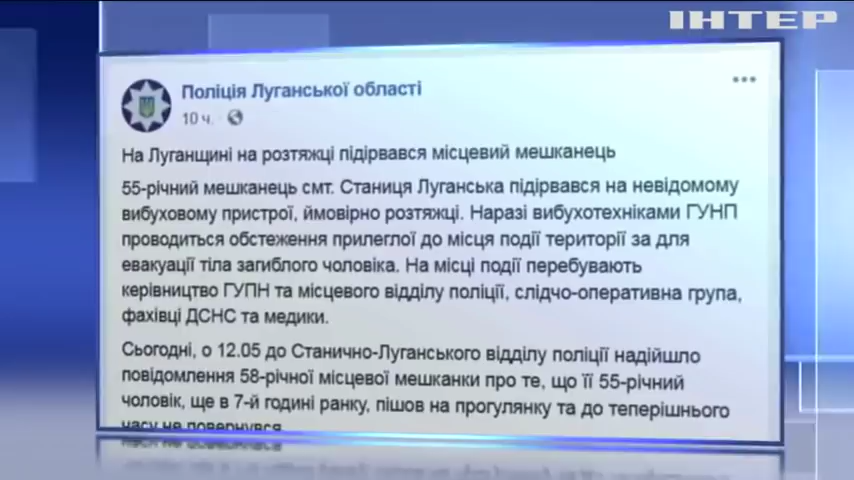 ІНТЕР
Поліція Луганської області
10 ч. ·
На Луганщині на розтяжці підірвався місцевий мешканець
55-річний мешканець смт. Станиця Луганська підірвався на невідомому
вибуховому пристрої, ймовірно розтяжці. Наразі вибухотехніками ГУНП
проводиться обстеження прилеглої до місця події території за для
евакуації тіла загиблого чоловіка. На місці події перебувають
керівництво ГУПН та місцевого відділу поліції, слідчо-оперативна група,
фахівці ДСНС та медики.
Сьогодні, о 12.05 до Станично-Луганського відділу поліції надійшло
повідомлення 58-річної місцевої мешканки про те, що її 55-річний
чоловік, ще в 7-й годині ранку, пішов на прогулянку та до теперішнього
часу не повернувся